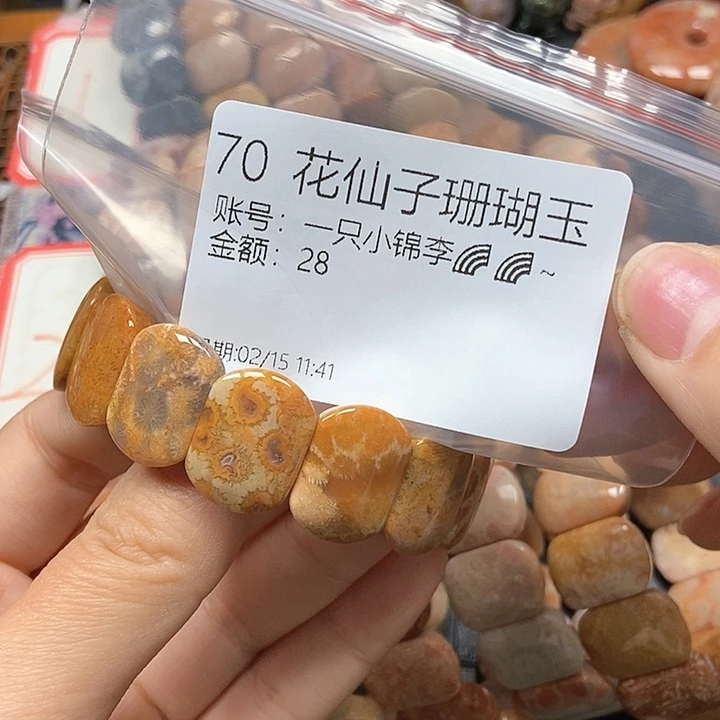 70 花仙子珊瑚玉
账号：一只小锦李🌈🌈~
金额：28
期:02/15 11:41